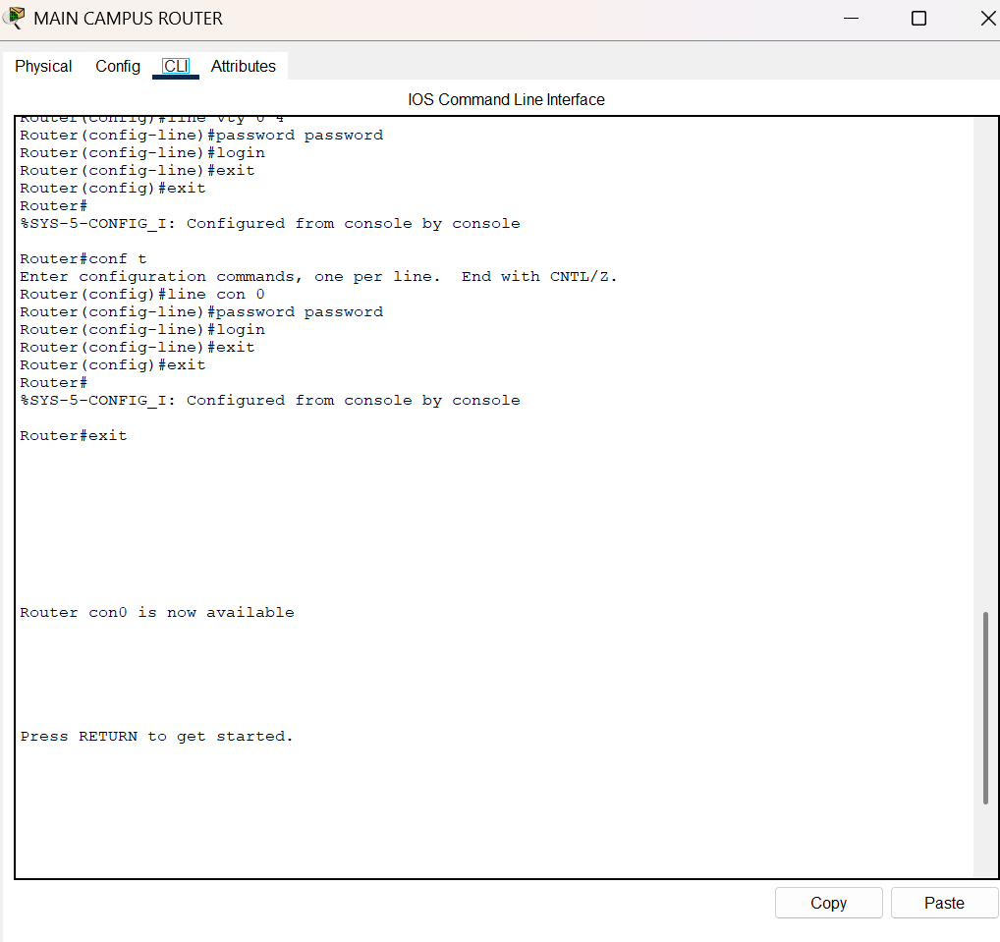 MAIN CAMPUS ROUTER
Physical Config CLI Attributes
IOS Command Line Interface
Router(config)#line vty 0 4
Router(config-line)#password password
Router(config-line)#login
Router(config-line)#exit
Router(config)#exit
Router#
%SYS-5-CONFIG_I: Configured from console by console
Router#conf t
Enter configuration commands, one per line.  End with CNTL/Z.
Router(config)#line con 0
Router(config-line)#password password
Router(config-line)#login
Router(config-line)#exit
Router(config)#exit
Router#
%SYS-5-CONFIG_I: Configured from console by console
Router#exit
Router con0 is now available
Press RETURN to get started.
Copy Paste